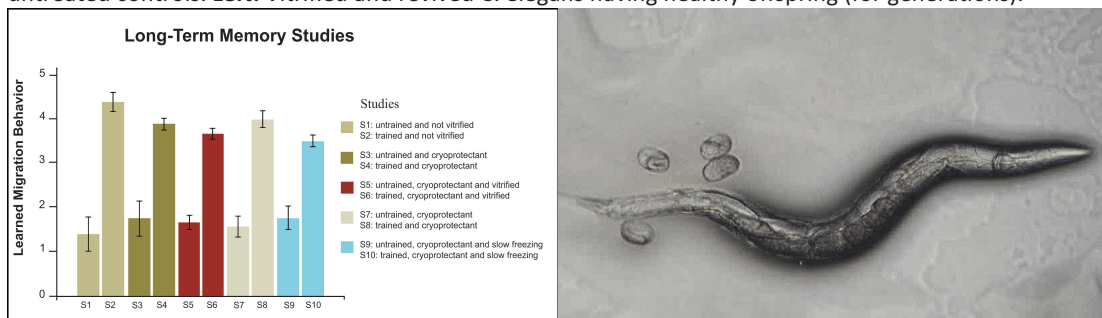 untreated controls. LEft: Vitrified and revived C. elegans having healthy offspring (for generations).
Long-Term Memory Studies
Learned Migration Behavior
5
4
3
2
1
0
S1 S2 S3 S4 S5 S6 S7 S8 S9 S10
Studies
S1: untrained and not vitrified
S2: trained and not vitrified
S3: untrained and cryoprotectant
S4: trained and cryoprotectant
S5: untrained, cryoprotectant and vitrified
S6: trained, cryoprotectant and vitrified
S7: untrained, cryoprotectant
S8: trained and cryoprotectant
S9: untrained, cryoprotectant and slow freezing
S10: trained, cryoprotectant and slow freezing